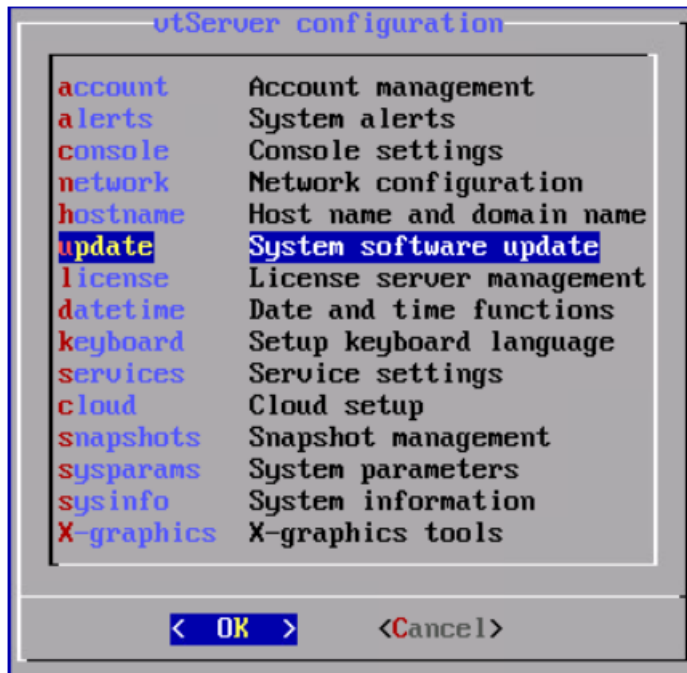 vtServer configuration
account Account management
alerts System alerts
console Console settings
network Network configuration
hostname Host name and domain name
update System software update
license License server management
datetime Date and time functions
keyboard Setup keyboard language
services Service settings
cloud Cloud setup
snapshots Snapshot management
sysparams System parameters
sysinfo System information
X-graphics X-graphics tools
< OK > <Cancel>